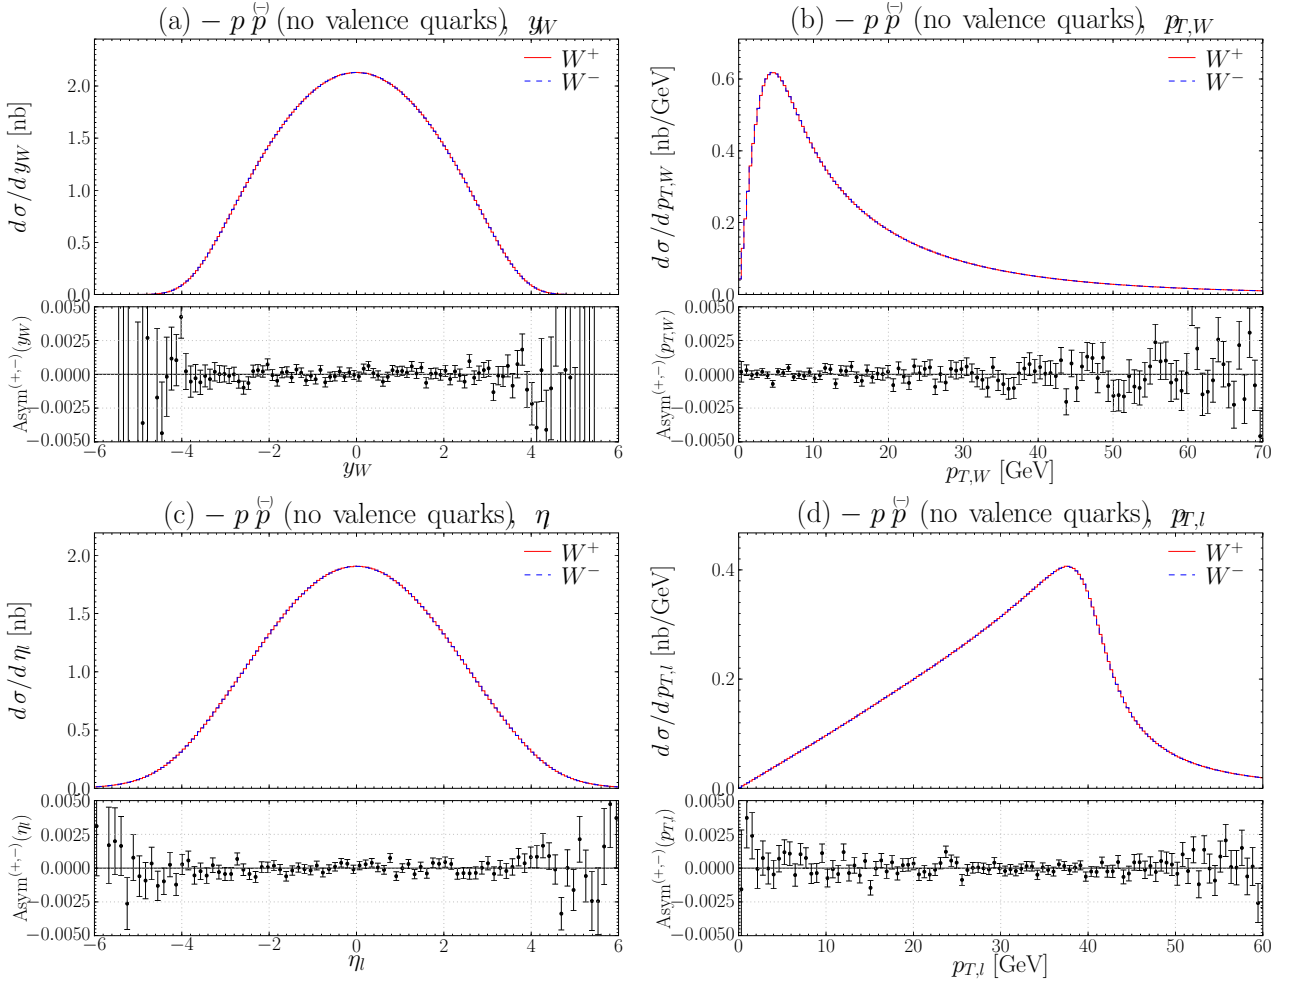 (a) − p p̄ (no valence quarks), y_W
W⁺
W⁻
dσ/dy_W [nb]
2.0
1.5
1.0
0.5
0.0
Asym⁽⁺,⁻⁾(y_W)
0.0050
0.0025
0.0000
−0.0025
−0.0050
−6 −4 −2 0 2 4 6
y_W
(b) − p p⁽⁻⁾ (no valence quarks), p_T,W
W⁺
W⁻
dσ/dp_T,W [nb/GeV]
0.6
0.4
0.2
0.0
Asym⁽⁺,⁻⁾(p_T,W)
0.0050
0.0025
0.0000
−0.0025
−0.0050
0 10 20 30 40 50 60 70
p_T,W [GeV]
(c) − p p⁽⁻⁾ (no valence quarks), η_l
W⁺
W⁻
dσ/dη_l [nb]
2.0
1.5
1.0
0.5
0.0
Asym⁽⁺,⁻⁾(η_l)
0.0050
0.0025
0.0000
−0.0025
−0.0050
−6 −4 −2 0 2 4 6
η_l
(d) − p p⁽⁻⁾ (no valence quarks), p_T,l
W⁺
W⁻
dσ/dp_T,l [nb/GeV]
0.4
0.2
0.0
Asym⁽⁺,⁻⁾(p_T,l)
0.0050
0.0025
0.0000
−0.0025
−0.0050
0 10 20 30 40 50 60
p_T,l [GeV]